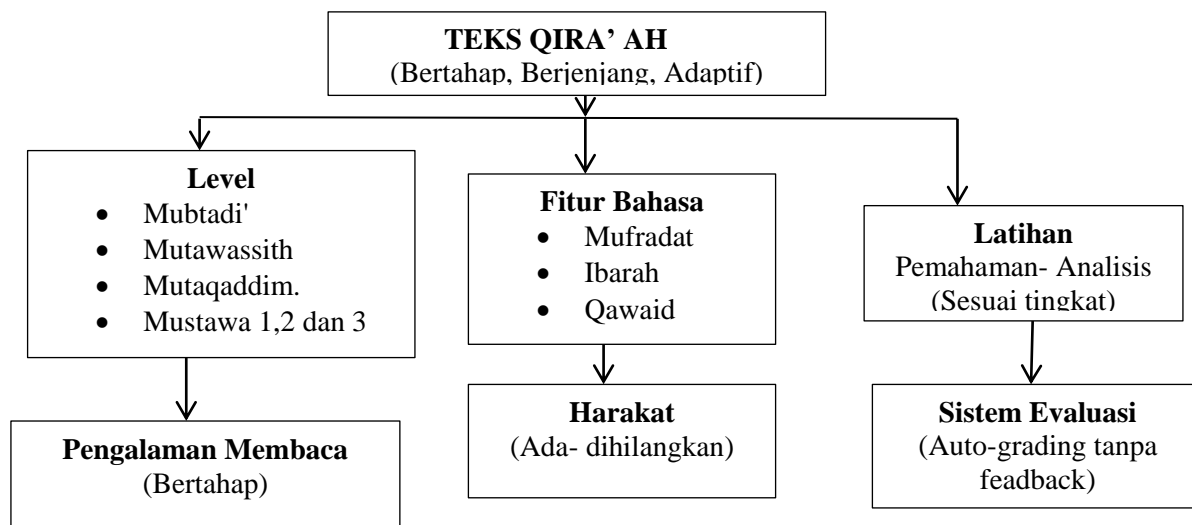 TEKS QIRA’ AH
(Bertahap, Berjenjang, Adaptif)
Level
• Mubtadi'
• Mutawassith
• Mutaqaddim.
• Mustawa 1,2 dan 3
Fitur Bahasa
• Mufradat
• Ibarah
• Qawaid
Latihan
Pemahaman- Analisis
(Sesuai tingkat)
Pengalaman Membaca
(Bertahap)
Harakat
(Ada- dihilangkan)
Sistem Evaluasi
(Auto-grading tanpa
feadback)